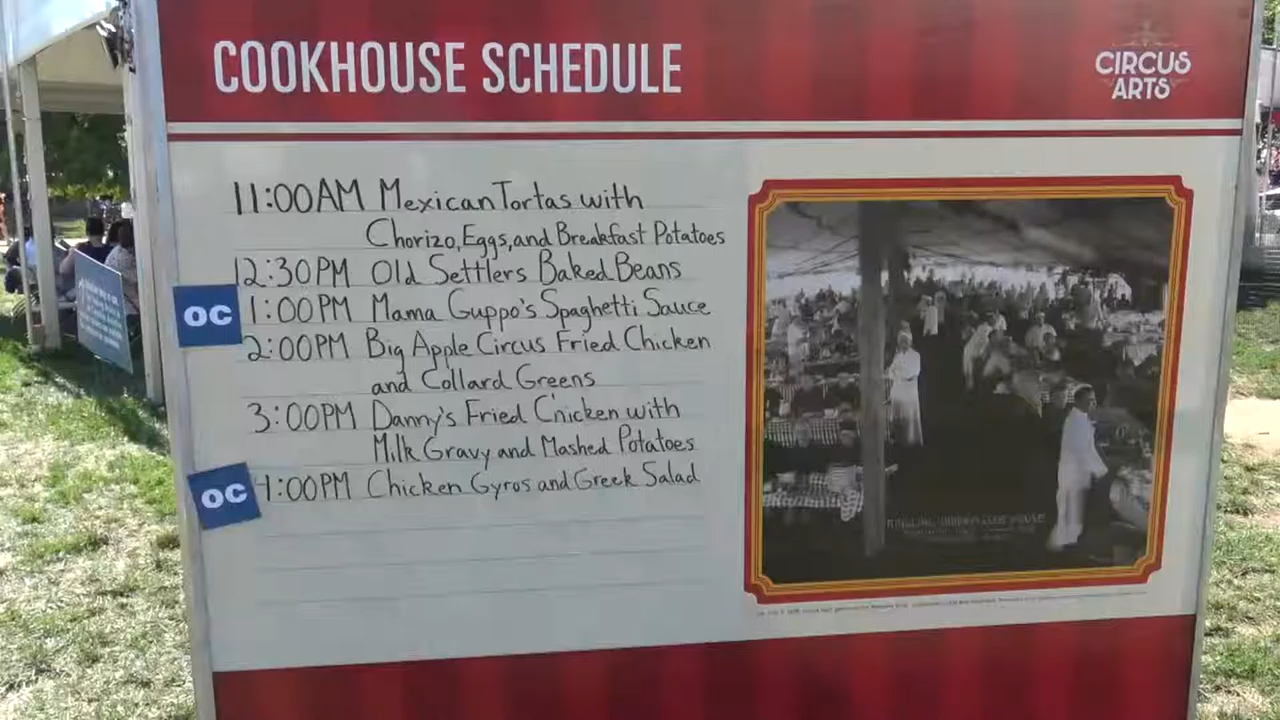 COOKHOUSE SCHEDULE
CIRCUS
ARTS
11:00AM Mexican Tortas with
Chorizo, Eggs, and Breakfast Potatoes
12:30PM Old Settlers Baked Beans
OC 1:00PM Mama Guppo's Spaghetti Sauce
2:00PM Big Apple Circus Fried Chicken
and Collard Greens
3:00PM Danny's Fried Chicken with
Milk Gravy and Mashed Potatoes
OC 4:00PM Chicken Gyros and Greek Salad